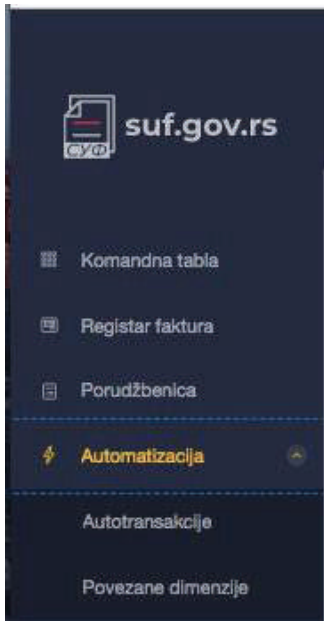 СУФ
suf.gov.rs
Komandna tabla
Registar faktura
Porudžbenica
Automatizacija
Autotransakcije
Povezane dimenzije